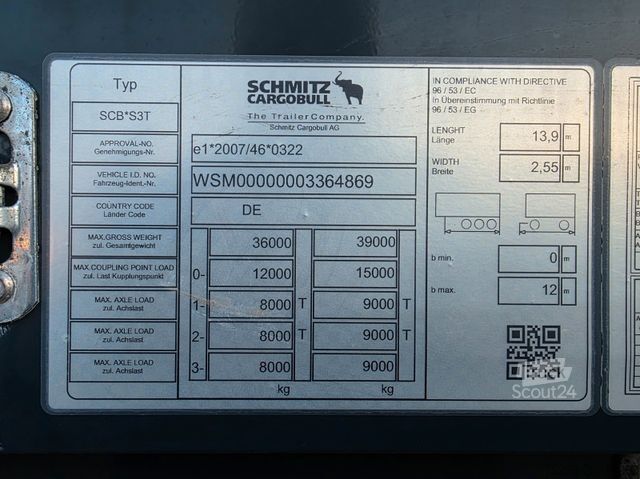 Typ
SCB*S3T
APPROVAL-NO.
Genehmigungs-Nr.
VEHICLE I.D. NO.
Fahrzeug-Ident.-Nr.
COUNTRY CODE
Länder Code
MAX.GROSS WEIGHT
zul. Gesamtgewicht
MAX.COUPLING POINT LOAD
zul. Last Kupplungspunkt
MAX. AXLE LOAD
zul. Achslast
MAX. AXLE LOAD
zul. Achslast
MAX. AXLE LOAD
zul. Achslast
SCHMITZ
CARGOBULL
The Trailer Company.
Schmitz Cargobull AG
e1*2007/46*0322
WSM00000003364869
DE
36000 39000
0- 12000 15000
1- 8000 T 9000 T
2- 8000 T 9000 T
3- 8000 9000
kg kg
IN COMPLIANCE WITH DIRECTIVE
96 / 53 / EC
In Übereinstimmung mit Richtlinie
96 / 53 / EG
LENGHT
Länge
13,9 m
WIDTH
Breite
2,55 m
b min. 0 m
b max. 12 m
TRUCK
Scout24